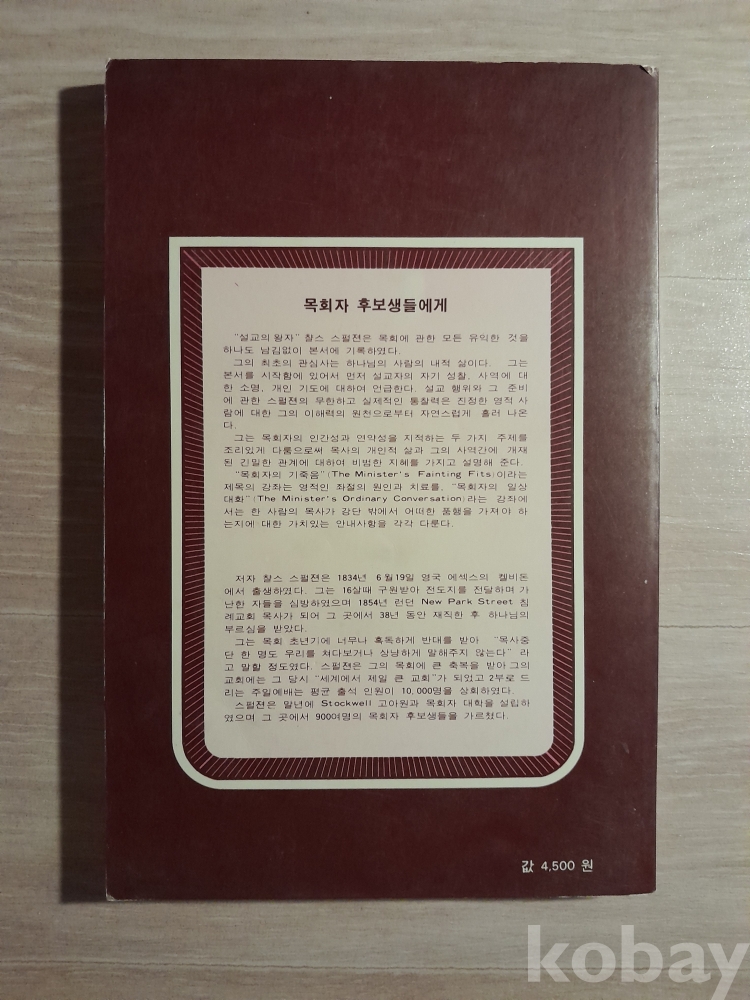 목회자 후보생들에게
"설교의 왕자" 찰스 스펄젼은 목회에 관한 모든 유익한 것을
하나도 남김없이 본서에 기록하였다.
그의 최초의 관심사는 하나님의 사람의 내적 삶이다. 그는
본서를 시작함에 있어서 먼저 설교자의 자기 성찰, 사역에 대
한 소명, 개인 기도에 대하여 언급한다. 설교 행위와 그 준비
에 관한 스펄젼의 무한하고 실제적인 통찰력은 진정한 영적 사
람에 대한 그의 이해력의 원천으로부터 자연스럽게 흘러 나온
다.
그는 목회자의 인간성과 연약성을 지적하는 두 가지 주제를
조리있게 다룸으로써 목사의 개인적 삶과 그의 사역간에 개재
된 긴밀한 관계에 대하여 비범한 지혜를 가지고 설명해 준다.
"목회자의 기죽음"(The Minister's Fainting Fits)이라는
제목의 강좌는 영적인 좌절의 원인과 치료를, "목회자의 일상
대화"(The Minister's Ordinary Conversation)라는 강좌에
서는 한 사람의 목사가 강단 밖에서 어떠한 품행을 가져야 하
는지에 대한 가치있는 안내사항을 각각 다룬다.
저자 찰스 스펄젼은 1834년 6월19일 영국 에섹스의 켈비돈
에서 출생하였다. 그는 16살때 구원받아 전도지를 전달하며 가
난한 자들을 심방하였으며 1854년 런던 New Park Street 침
례교회 목사가 되어 그 곳에서 38년 동안 재직한 후 하나님의
부르심을 받았다.
그는 목회 초년기에 너무나 혹독하게 반대를 받아 "목사중
단 한 명도 우리를 쳐다보거나 상냥하게 말해주지 않는다" 라
고 말할 정도였다. 스펄젼은 그의 목회에 큰 축복을 받아 그의
교회에는 그 당시 "세계에서 제일 큰 교회"가 되었고 2부로 드
리는 주일예배는 평균 출석 인원이 10,000명을 상회하였다.
스펄젼은 말년에 Stockwell 고아원과 목회자 대학을 설립하
였으며 그 곳에서 900여명의 목회자 후보생들을 가르쳤다.
값 4,500 원
kobay